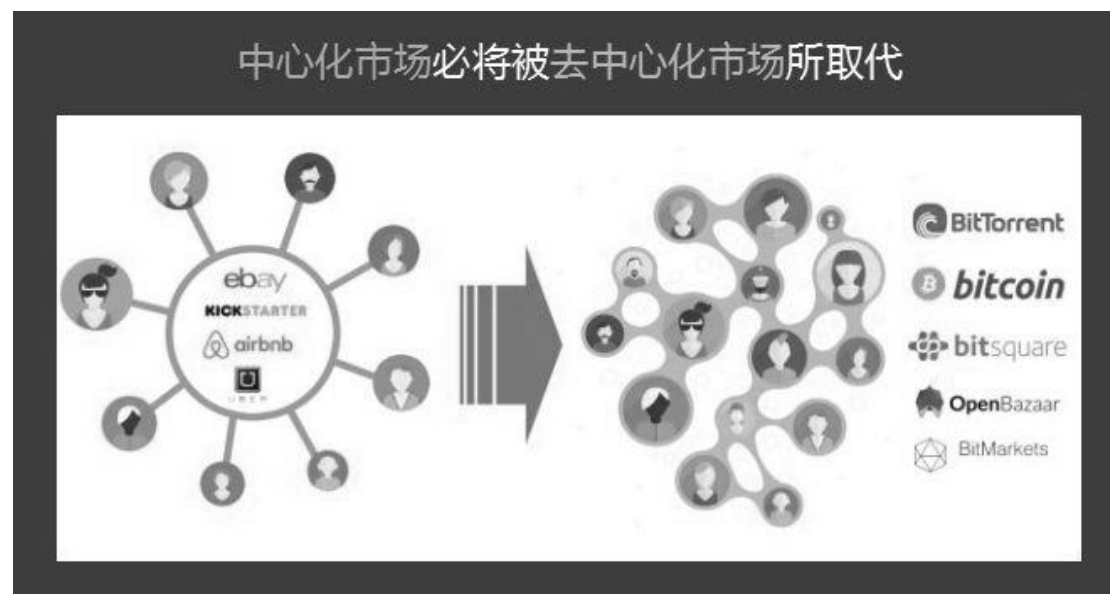 中心化市场必将被去中心化市场所取代
ebay
KICKSTARTER
airbnb
UBER
BitTorrent
bitcoin
bitsquare
OpenBazaar
BitMarkets